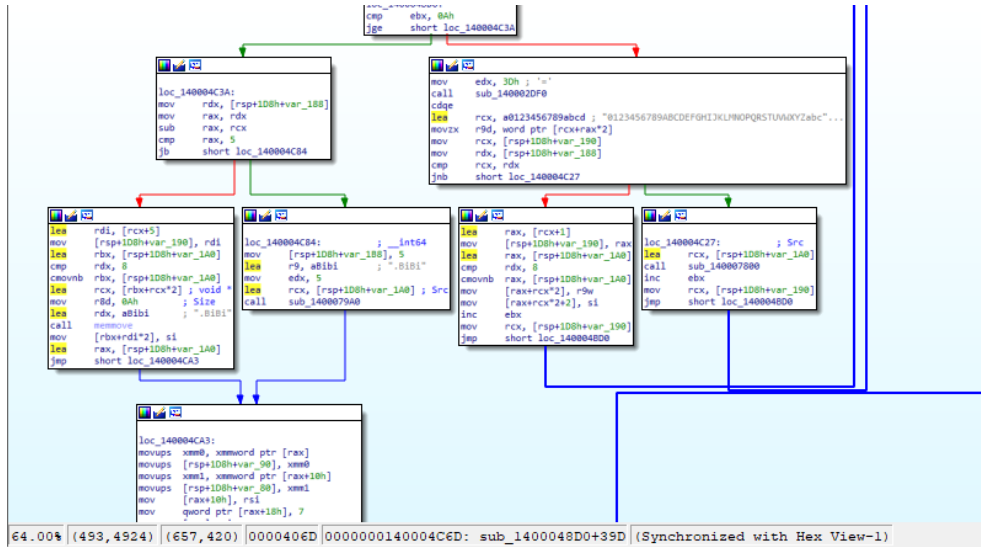 cmp ebx, 0Ah
jge short loc_140004C3A
loc_140004C3A:
mov rdx, [rsp+1D8h+var_188]
mov rax, rdx
sub rax, rcx
cmp rax, 5
jb short loc_140004C84
mov edx, 3Dh ; '='
call sub_140002DF0
cdqe
lea rcx, a0123456789abcd ; "0123456789ABCDEFGHIJKLMNOPQRSTUVWXYZabc"...
movzx r9d, word ptr [rcx+rax*2]
mov rcx, [rsp+1D8h+var_190]
mov rdx, [rsp+1D8h+var_188]
cmp rcx, rdx
jnb short loc_140004C27
lea rdi, [rcx+5]
mov [rsp+1D8h+var_190], rdi
lea rbx, [rsp+1D8h+var_1A0]
cmp rdx, 8
cmovnb rbx, [rsp+1D8h+var_1A0]
lea rcx, [rbx+rcx*2] ; void *
mov r8d, 0Ah ; Size
lea rdx, aBibi ; ".BiBi"
call memmove
mov [rbx+rdi*2], si
lea rax, [rsp+1D8h+var_1A0]
jmp short loc_140004CA3
loc_140004C84: ; __int64
mov [rsp+1D8h+var_188], 5
lea r9, aBibi ; ".BiBi"
mov edx, 5
lea rcx, [rsp+1D8h+var_1A0] ; Src
call sub_1400079A0
lea rax, [rcx+1]
mov [rsp+1D8h+var_190], rax
lea rax, [rsp+1D8h+var_1A0]
cmp rdx, 8
cmovnb rax, [rsp+1D8h+var_1A0]
mov [rax+rcx*2], r9w
mov [rax+rcx*2+2], si
inc ebx
mov rcx, [rsp+1D8h+var_190]
jmp short loc_140004BD0
loc_140004C27: ; Src
lea rcx, [rsp+1D8h+var_1A0]
call sub_140007800
inc ebx
mov rcx, [rsp+1D8h+var_190]
jmp short loc_140004BD0
loc_140004CA3:
movups xmm0, xmmword ptr [rax]
movups [rsp+1D8h+var_90], xmm0
movups xmm1, xmmword ptr [rax+10h]
movups [rsp+1D8h+var_80], xmm1
mov [rax+10h], rsi
mov qword ptr [rax+18h], 7
64.00% (493,4924) (657,420) 0000406D 0000000140004C6D: sub_1400048D0+39D (Synchronized with Hex View-1)